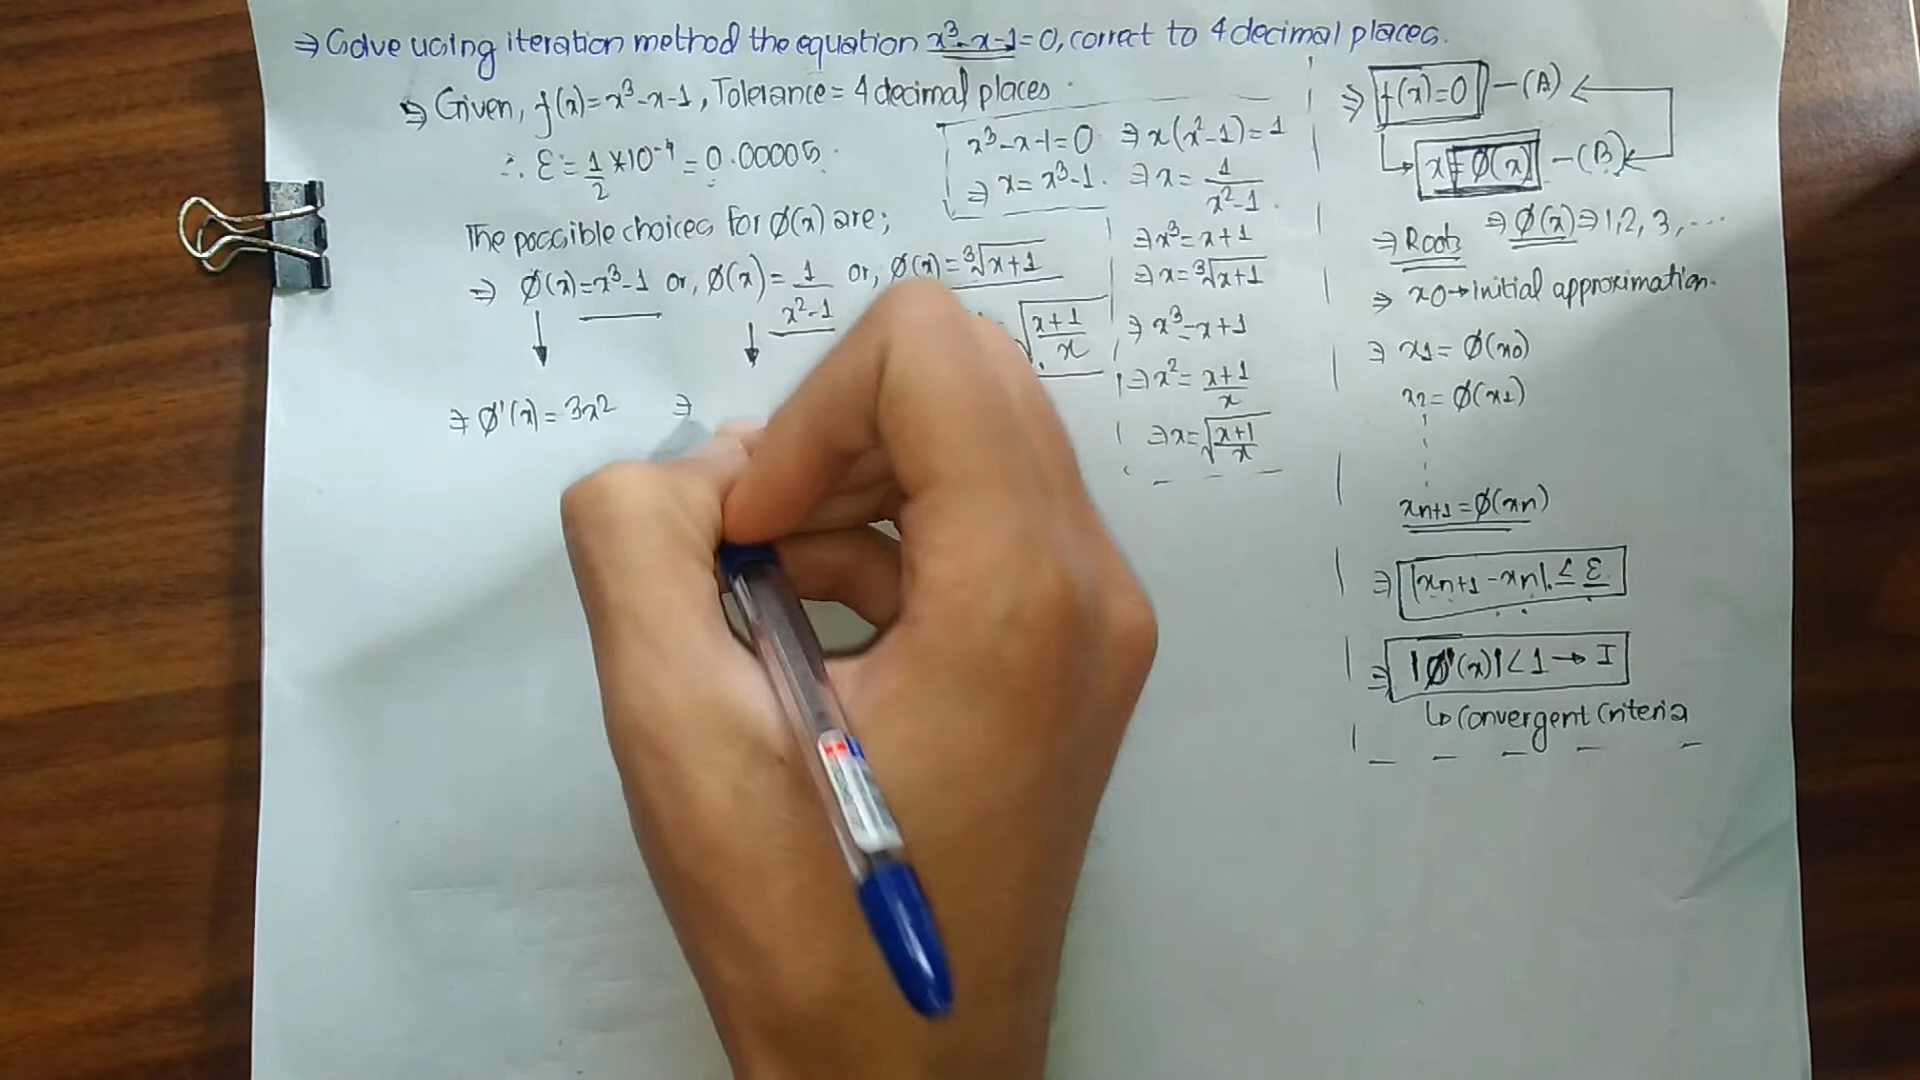 ⇒ Solve using iteration method the equation x³-x-1=0, correct to 4 decimal places.
⇒ Given, f(x)=x³-x-1, Tolerance= 4 decimal places
∴ Ɛ = 1/2 *10⁻⁴ = 0.00005
The possible choices for Ø(x) are;
⇒ Ø(x)=x³-1 or, Ø(x)= 1/x²-1 or, Ø(x)=³√x+1
√x+1/x
⇒ Ø'(x)= 3x² ⇒
x³-x-1=0 ⇒ x(x²-1)=1
⇒ x= x³-1. ⇒ x= 1/x²-1.
⇒ x³= x+1
⇒ x=³√x+1
⇒ x³-x+1
⇒ x²= x+1/x
⇒ x=√x+1/x
⇒ f(x)=0 -(A)
x=Ø(x) -(B)
⇒ Roots ⇒ Ø(x)⇒1,2,3,...
⇒ x0→initial approximation.
⇒ x1= Ø(x0)
x2= Ø(x1)
xn+1=Ø(xn)
⇒ |xn+1-xn|.≤ Ɛ
⇒ |Ø'(x)|<1→I
↳Convergent Criteria